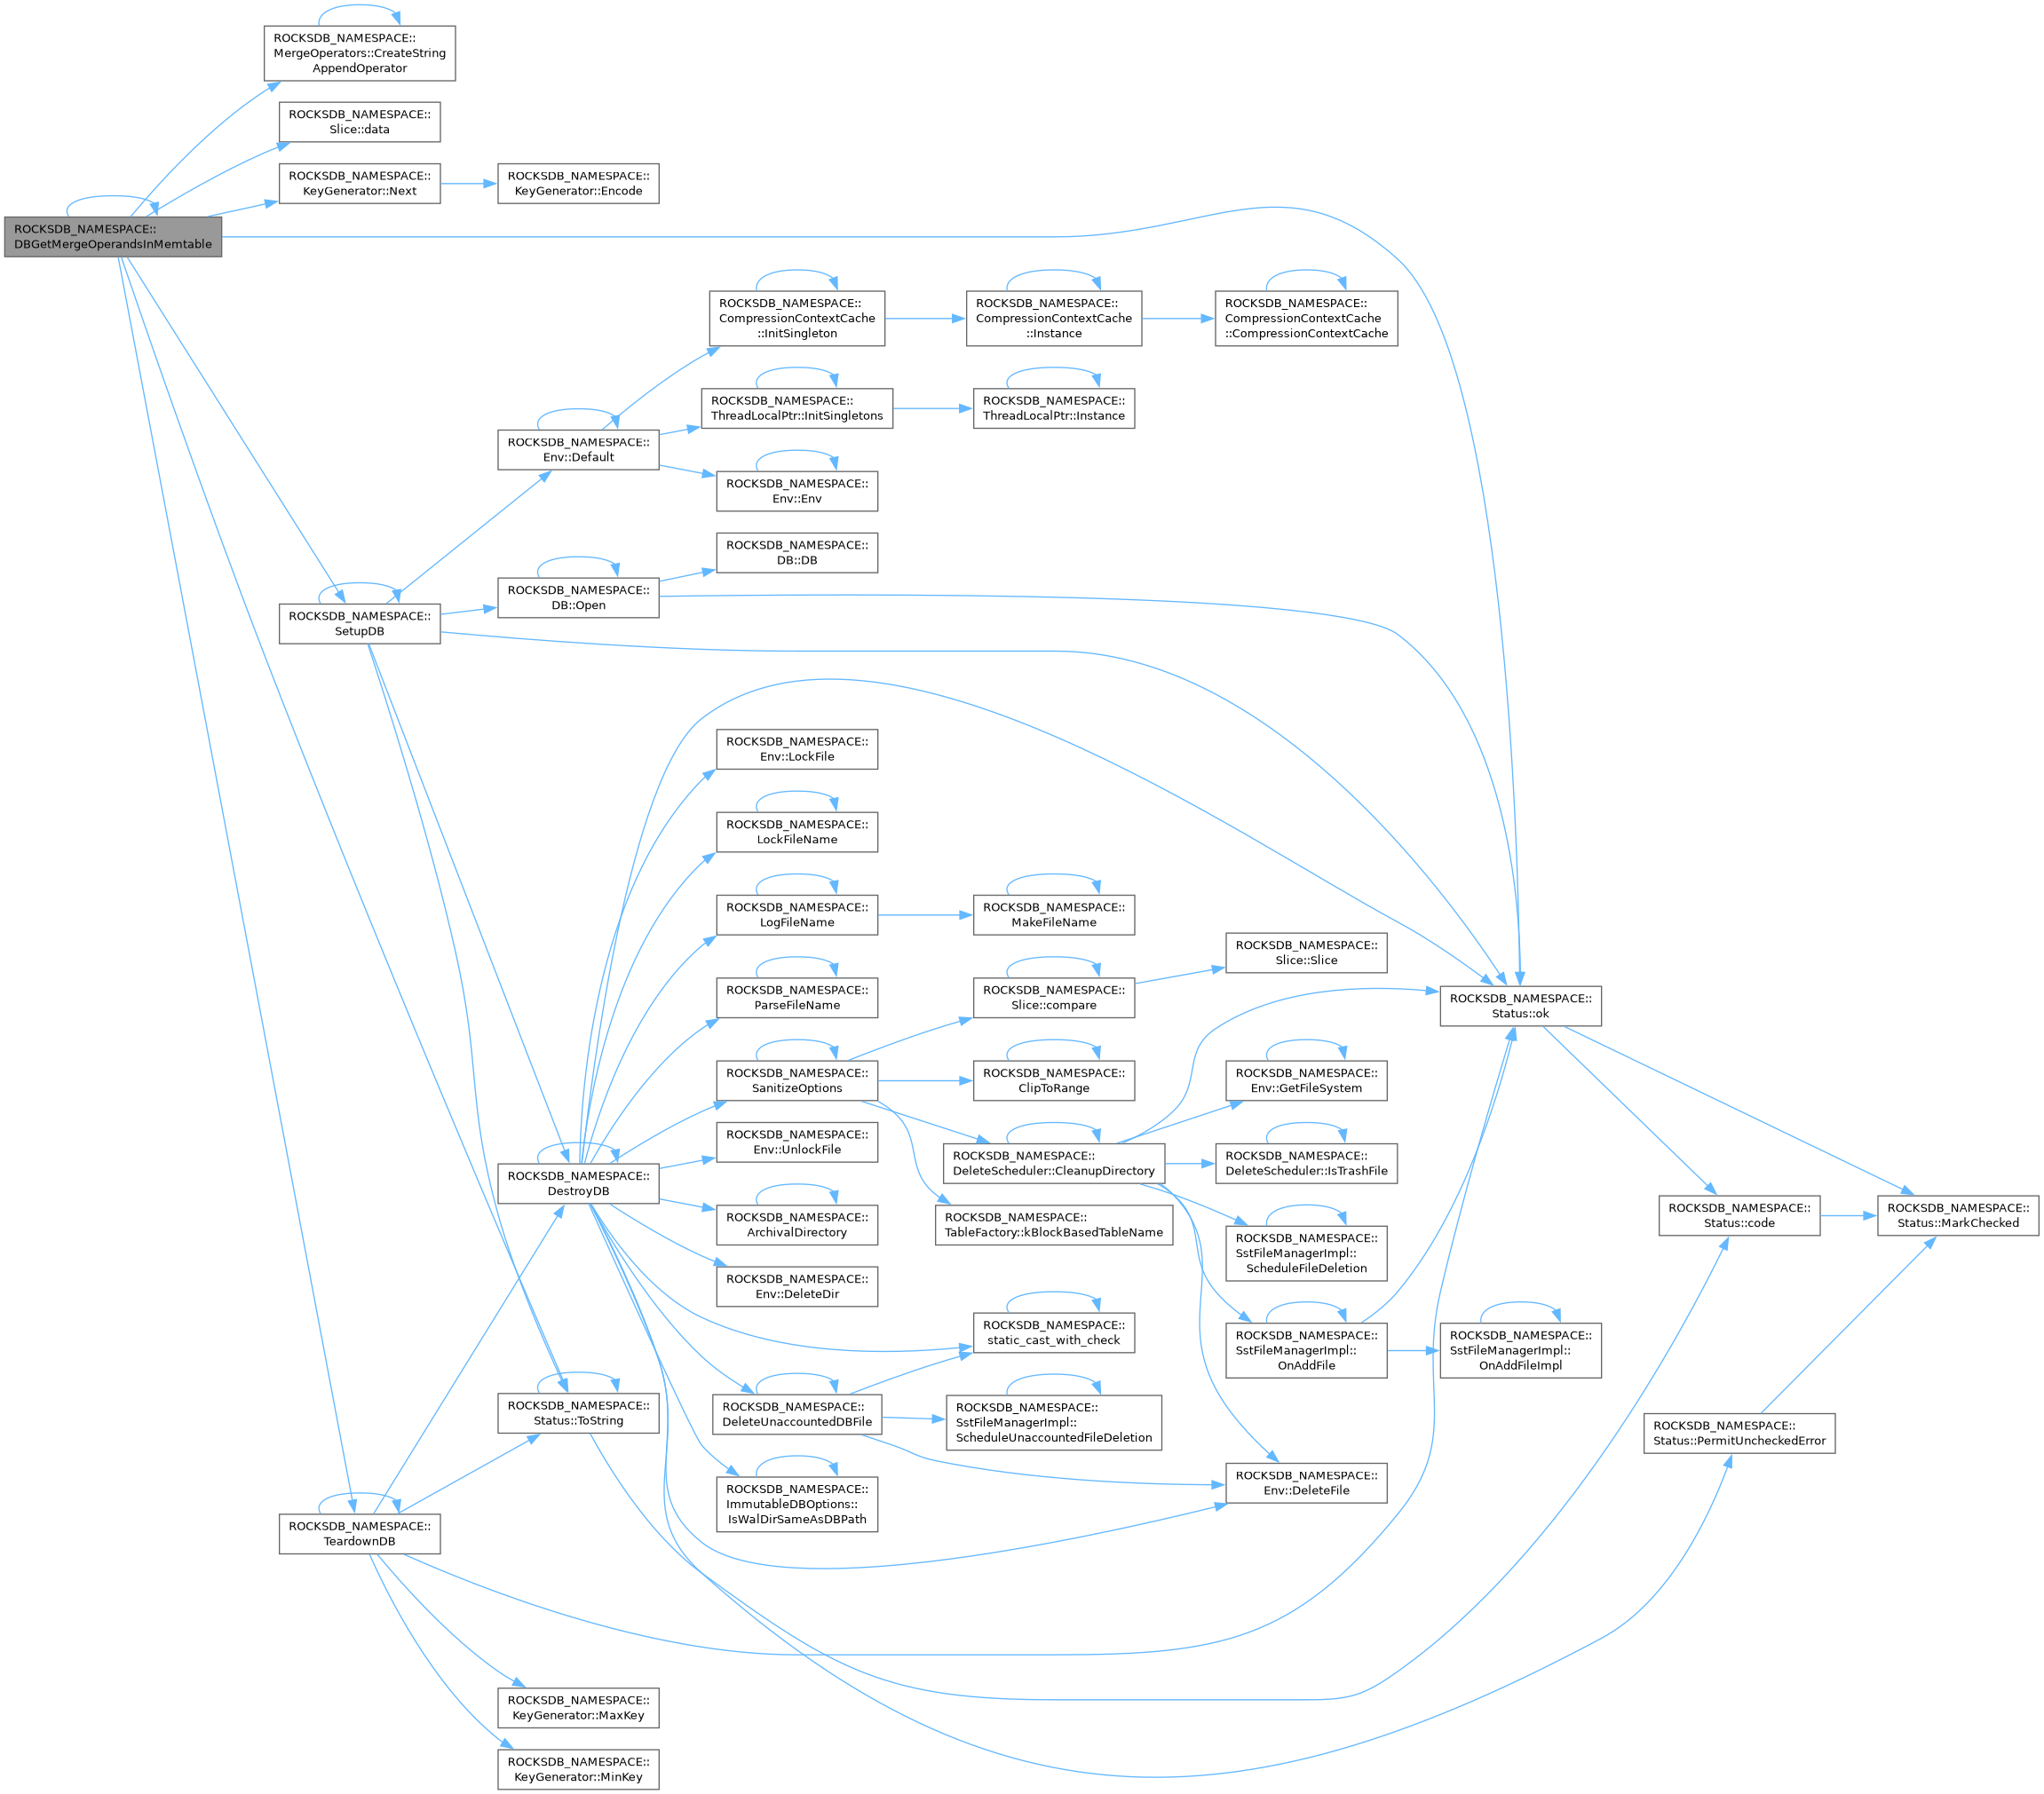 ROCKSDB_NAMESPACE::
DBGetMergeOperandsInMemtable
ROCKSDB_NAMESPACE::
MergeOperators::CreateString
AppendOperator
ROCKSDB_NAMESPACE::
Slice::data
ROCKSDB_NAMESPACE::
KeyGenerator::Next
ROCKSDB_NAMESPACE::
KeyGenerator::Encode
ROCKSDB_NAMESPACE::
SetupDB
ROCKSDB_NAMESPACE::
Env::Default
ROCKSDB_NAMESPACE::
CompressionContextCache
::InitSingleton
ROCKSDB_NAMESPACE::
CompressionContextCache
::Instance
ROCKSDB_NAMESPACE::
CompressionContextCache
::CompressionContextCache
ROCKSDB_NAMESPACE::
ThreadLocalPtr::InitSingletons
ROCKSDB_NAMESPACE::
ThreadLocalPtr::Instance
ROCKSDB_NAMESPACE::
Env::Env
ROCKSDB_NAMESPACE::
DB::Open
ROCKSDB_NAMESPACE::
DB::DB
ROCKSDB_NAMESPACE::
DestroyDB
ROCKSDB_NAMESPACE::
Env::LockFile
ROCKSDB_NAMESPACE::
LockFileName
ROCKSDB_NAMESPACE::
LogFileName
ROCKSDB_NAMESPACE::
MakeFileName
ROCKSDB_NAMESPACE::
ParseFileName
ROCKSDB_NAMESPACE::
SanitizeOptions
ROCKSDB_NAMESPACE::
Slice::compare
ROCKSDB_NAMESPACE::
Slice::Slice
ROCKSDB_NAMESPACE::
ClipToRange
ROCKSDB_NAMESPACE::
DeleteScheduler::CleanupDirectory
ROCKSDB_NAMESPACE::
TableFactory::kBlockBasedTableName
ROCKSDB_NAMESPACE::
Status::ok
ROCKSDB_NAMESPACE::
Env::GetFileSystem
ROCKSDB_NAMESPACE::
DeleteScheduler::IsTrashFile
ROCKSDB_NAMESPACE::
SstFileManagerImpl::
ScheduleFileDeletion
ROCKSDB_NAMESPACE::
SstFileManagerImpl::
OnAddFile
ROCKSDB_NAMESPACE::
SstFileManagerImpl::
OnAddFileImpl
ROCKSDB_NAMESPACE::
Status::code
ROCKSDB_NAMESPACE::
Status::MarkChecked
ROCKSDB_NAMESPACE::
Status::PermitUncheckedError
ROCKSDB_NAMESPACE::
Env::UnlockFile
ROCKSDB_NAMESPACE::
ArchivalDirectory
ROCKSDB_NAMESPACE::
Env::DeleteDir
ROCKSDB_NAMESPACE::
static_cast_with_check
ROCKSDB_NAMESPACE::
DeleteUnaccountedDBFile
ROCKSDB_NAMESPACE::
SstFileManagerImpl::
ScheduleUnaccountedFileDeletion
ROCKSDB_NAMESPACE::
Env::DeleteFile
ROCKSDB_NAMESPACE::
ImmutableDBOptions::
IsWalDirSameAsDBPath
ROCKSDB_NAMESPACE::
Status::ToString
ROCKSDB_NAMESPACE::
TeardownDB
ROCKSDB_NAMESPACE::
KeyGenerator::MaxKey
ROCKSDB_NAMESPACE::
KeyGenerator::MinKey